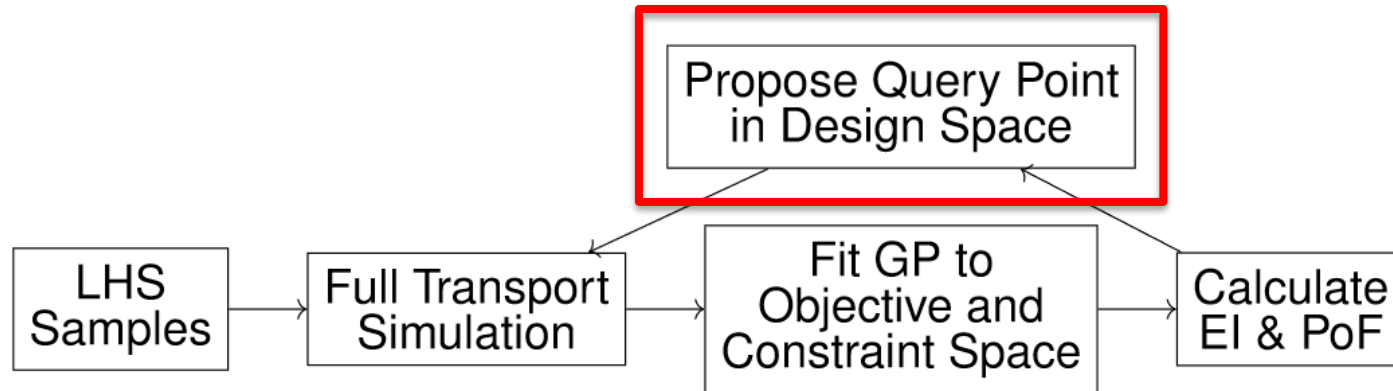 Propose Query Point
in Design Space
LHS
Samples
Full Transport
Simulation
Fit GP to
Objective and
Constraint Space
Calculate
EI & PoF